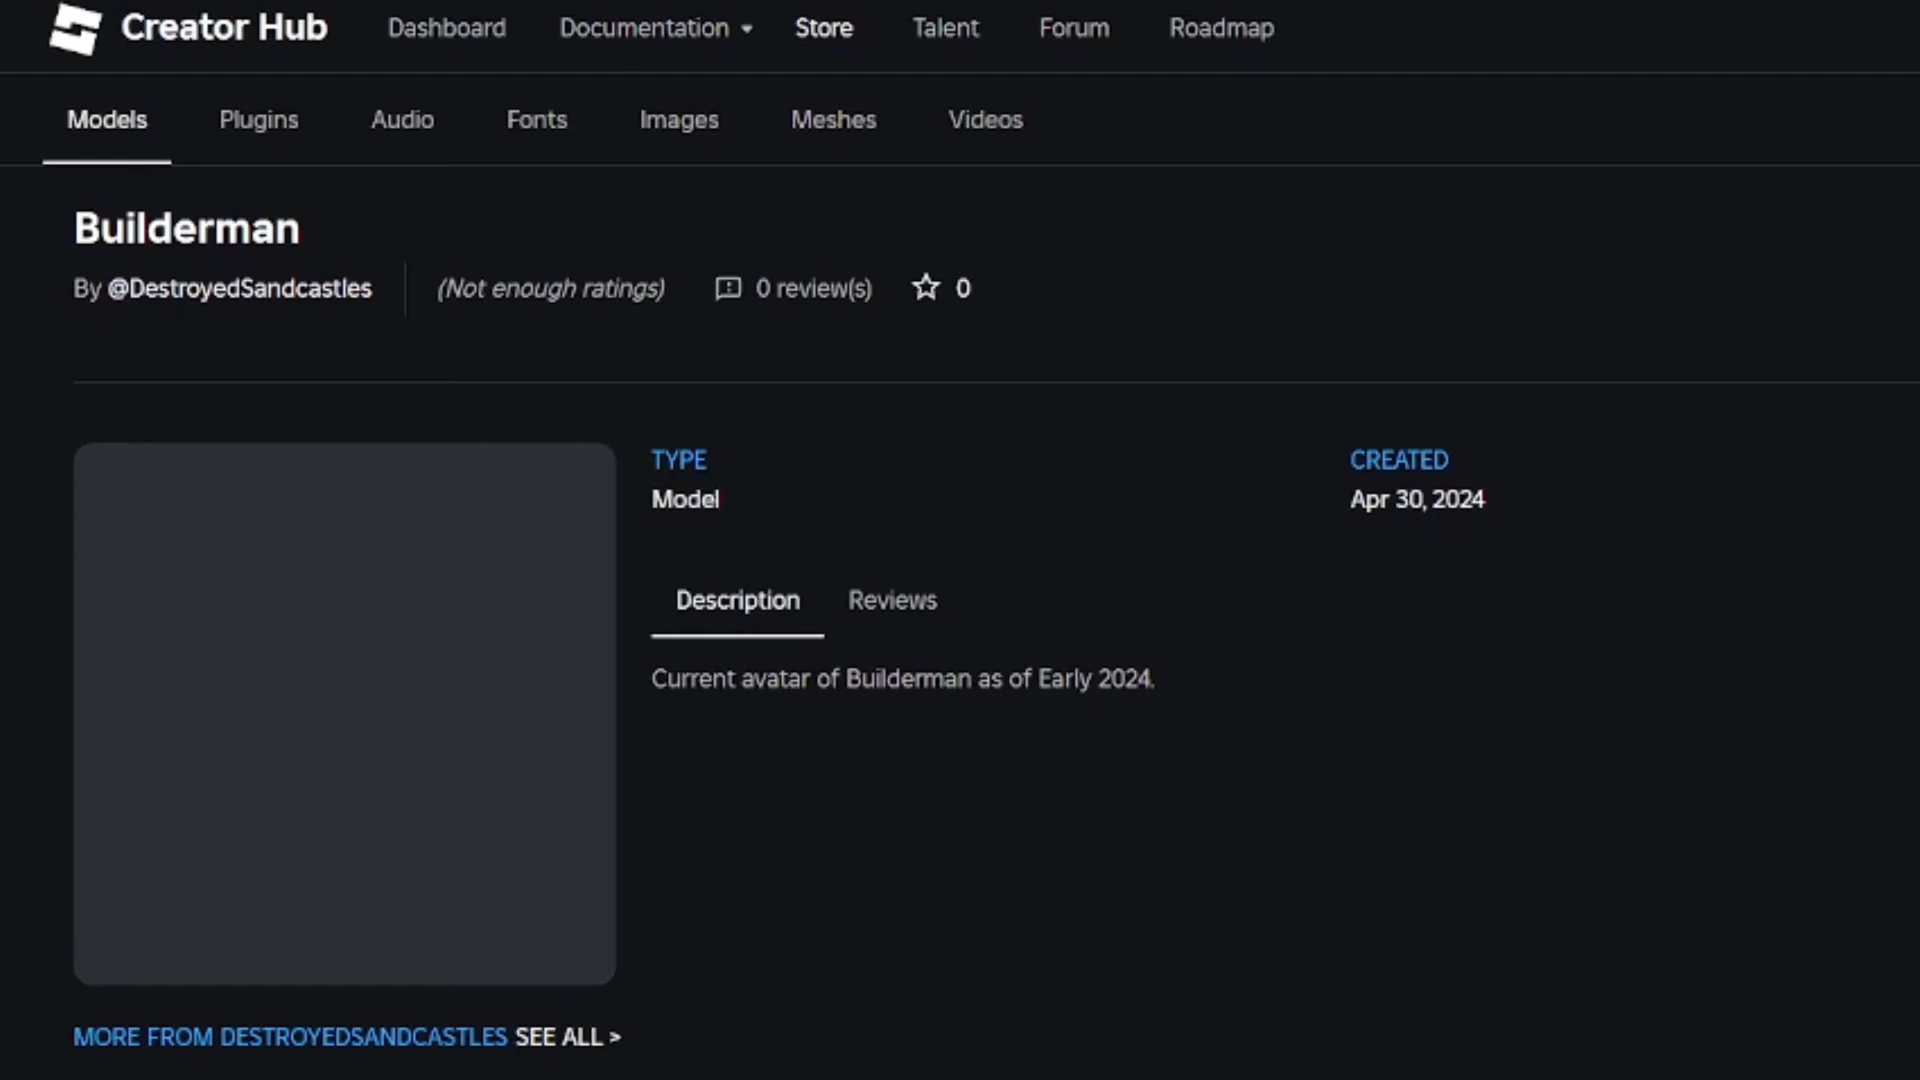 Creator Hub Dashboard Documentation Store Talent Forum Roadmap
Models Plugins Audio Fonts Images Meshes Videos
Builderman
By @DestroyedSandcastles (Not enough ratings) 0 review(s) 0
TYPE CREATED
Model Apr 30, 2024
Description Reviews
Current avatar of Builderman as of Early 2024.
MORE FROM DESTROYEDSANDCASTLES SEE ALL >